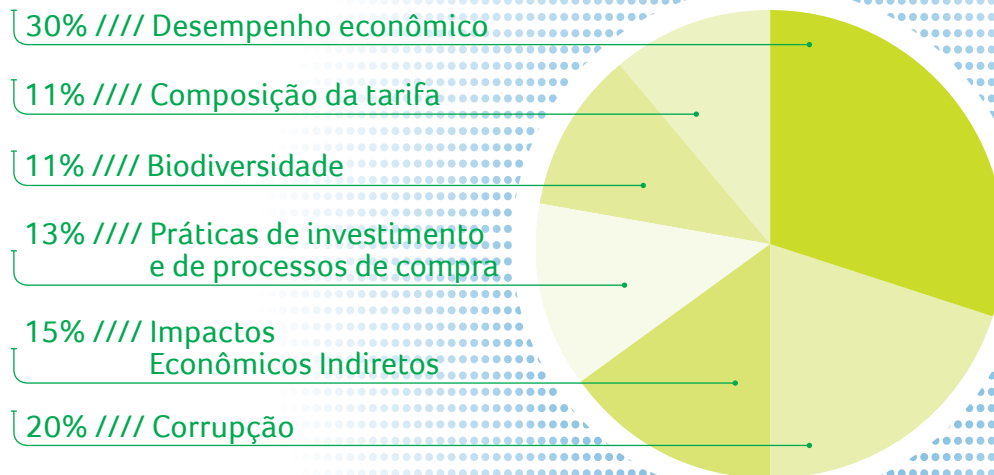 30% //// Desempenho econômico
11% //// Composição da tarifa
11% //// Biodiversidade
13% //// Práticas de investimento
e de processos de compra
15% //// Impactos
Econômicos Indiretos
20% //// Corrupção